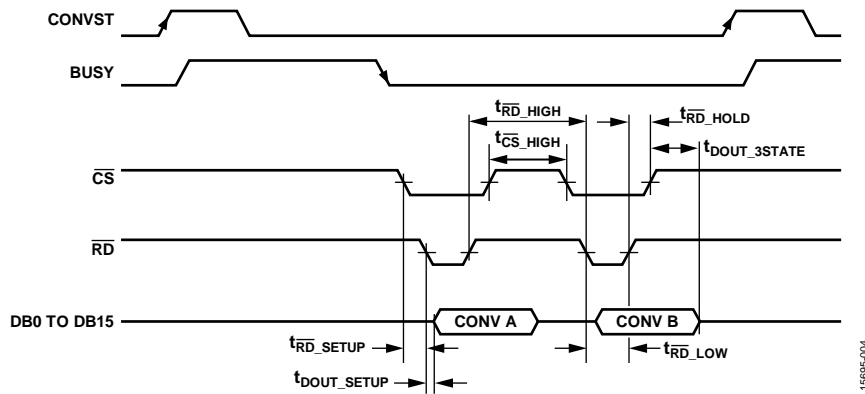 CONVST
BUSY
tRD_HIGH
tRD_HOLD
tCS_HIGH
tDOUT_3STATE
CS
RD
DB0 TO DB15
CONV A
CONV B
tRD_SETUP
tRD_LOW
tDOUT_SETUP
15695-004